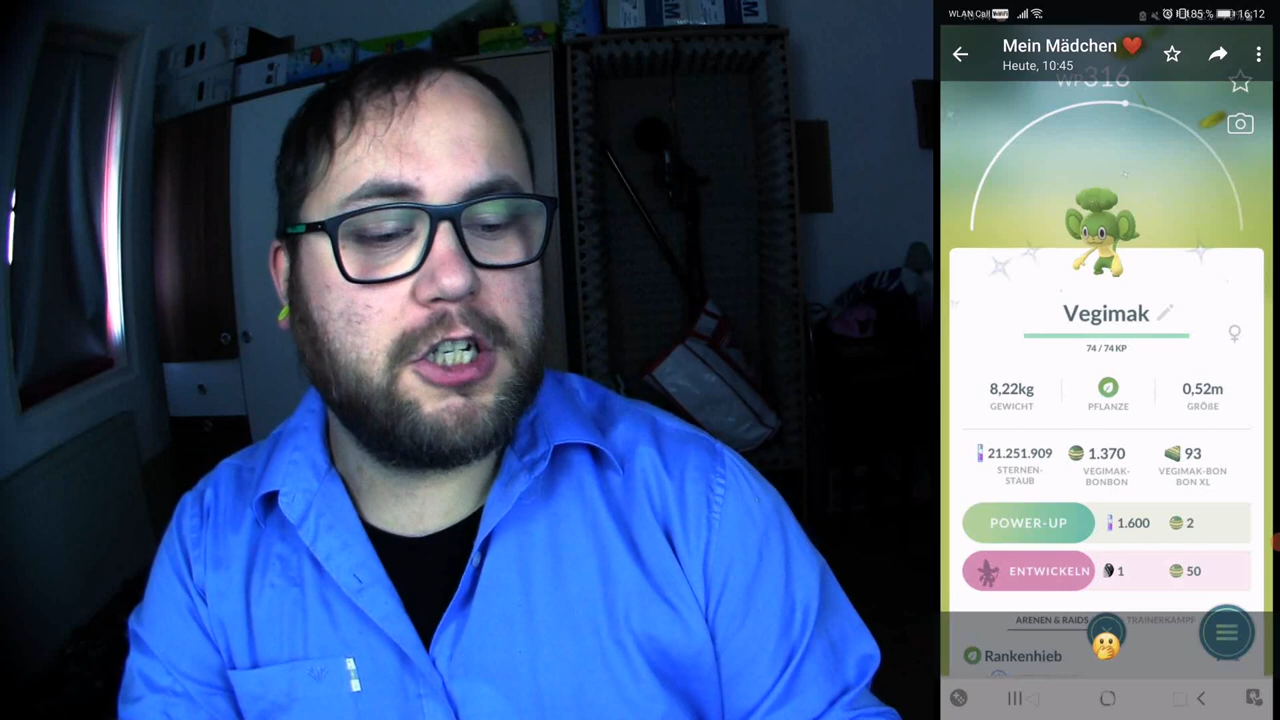 WLAN Call
85 %
16:12
Mein Mädchen ❤️
Heute, 10:45
WP316
Vegimak
74 / 74 KP
8,22kg
GEWICHT
PFLANZE
0,52m
GRÖßE
21.251.909
STERNEN-
STAUB
1.370
VEGIMAK-
BONBON
93
VEGIMAK-BON
BON XL
POWER-UP
1.600
2
ENTWICKELN
1
50
ARENEN & RAIDS
TRAINERKAMPF
Rankenhieb